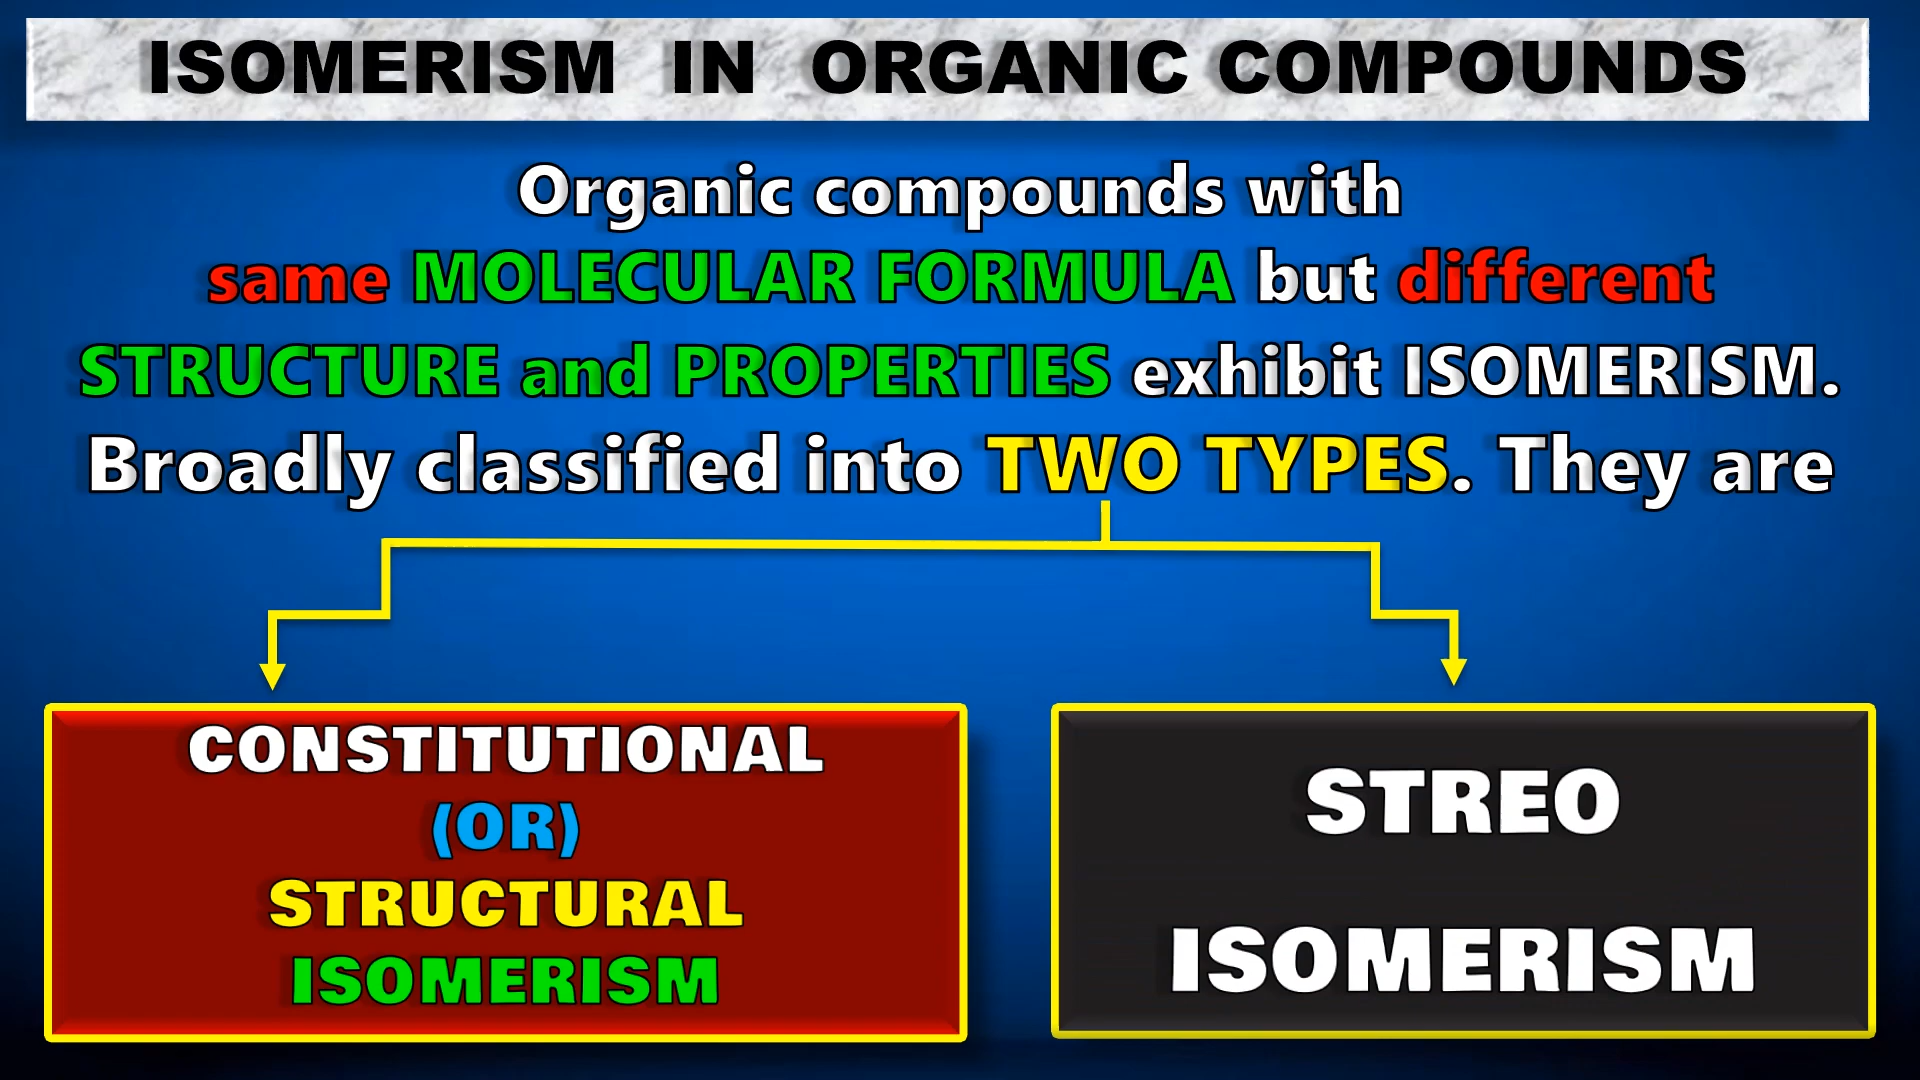 ISOMERISM IN ORGANIC COMPOUNDS
Organic compounds with
same MOLECULAR FORMULA but different
STRUCTURE and PROPERTIES exhibit ISOMERISM.
Broadly classified into TWO TYPES. They are
CONSTITUTIONAL
(OR)
STRUCTURAL
ISOMERISM
STREO
ISOMERISM